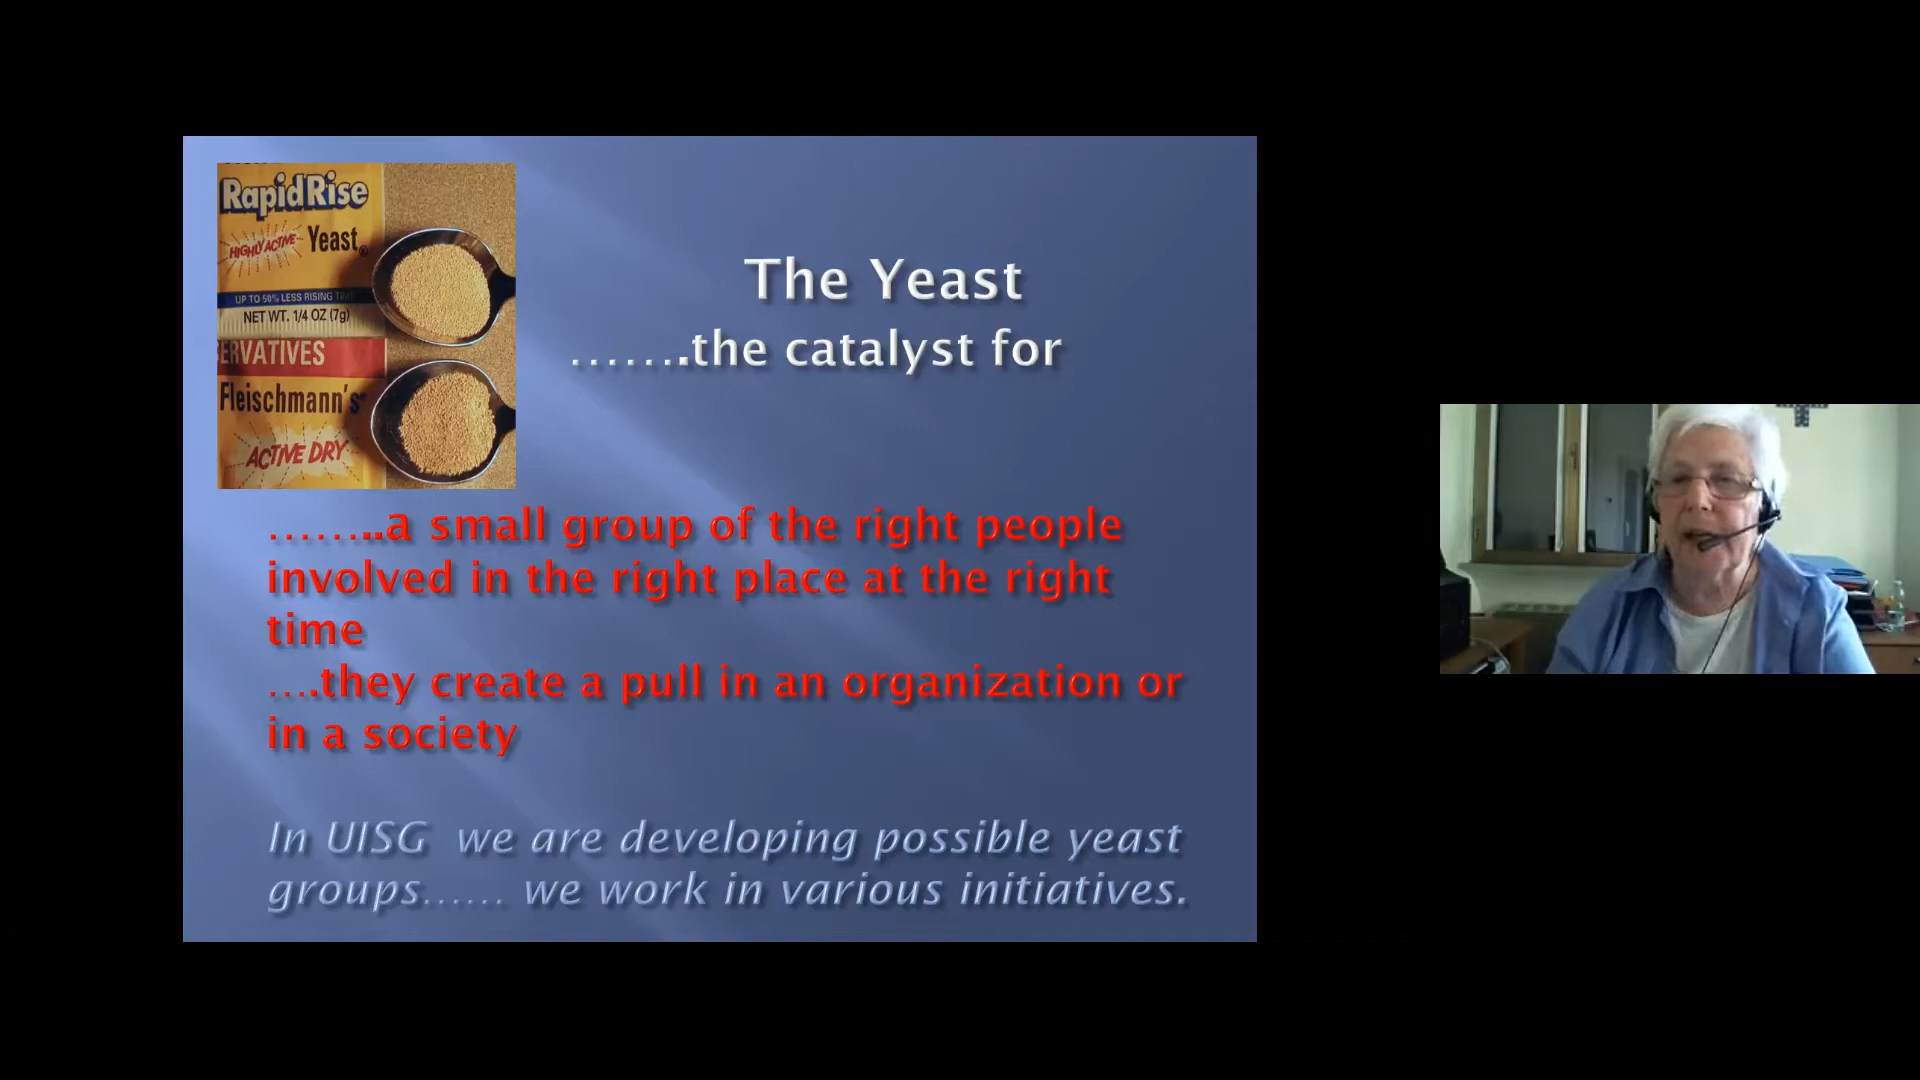 RapidRise
HIGHLY ACTIVE Yeast®
UP TO 50% LESS RISING
NET WT. 1/4 OZ (7g)
ERVATIVES
Fleischmann's
ACTIVE DRY
The Yeast
…….the catalyst for
……..a small group of the right people
involved in the right place at the right
time
….they create a pull in an organization or
in a society
In UISG we are developing possible yeast
groups…… we work in various initiatives.